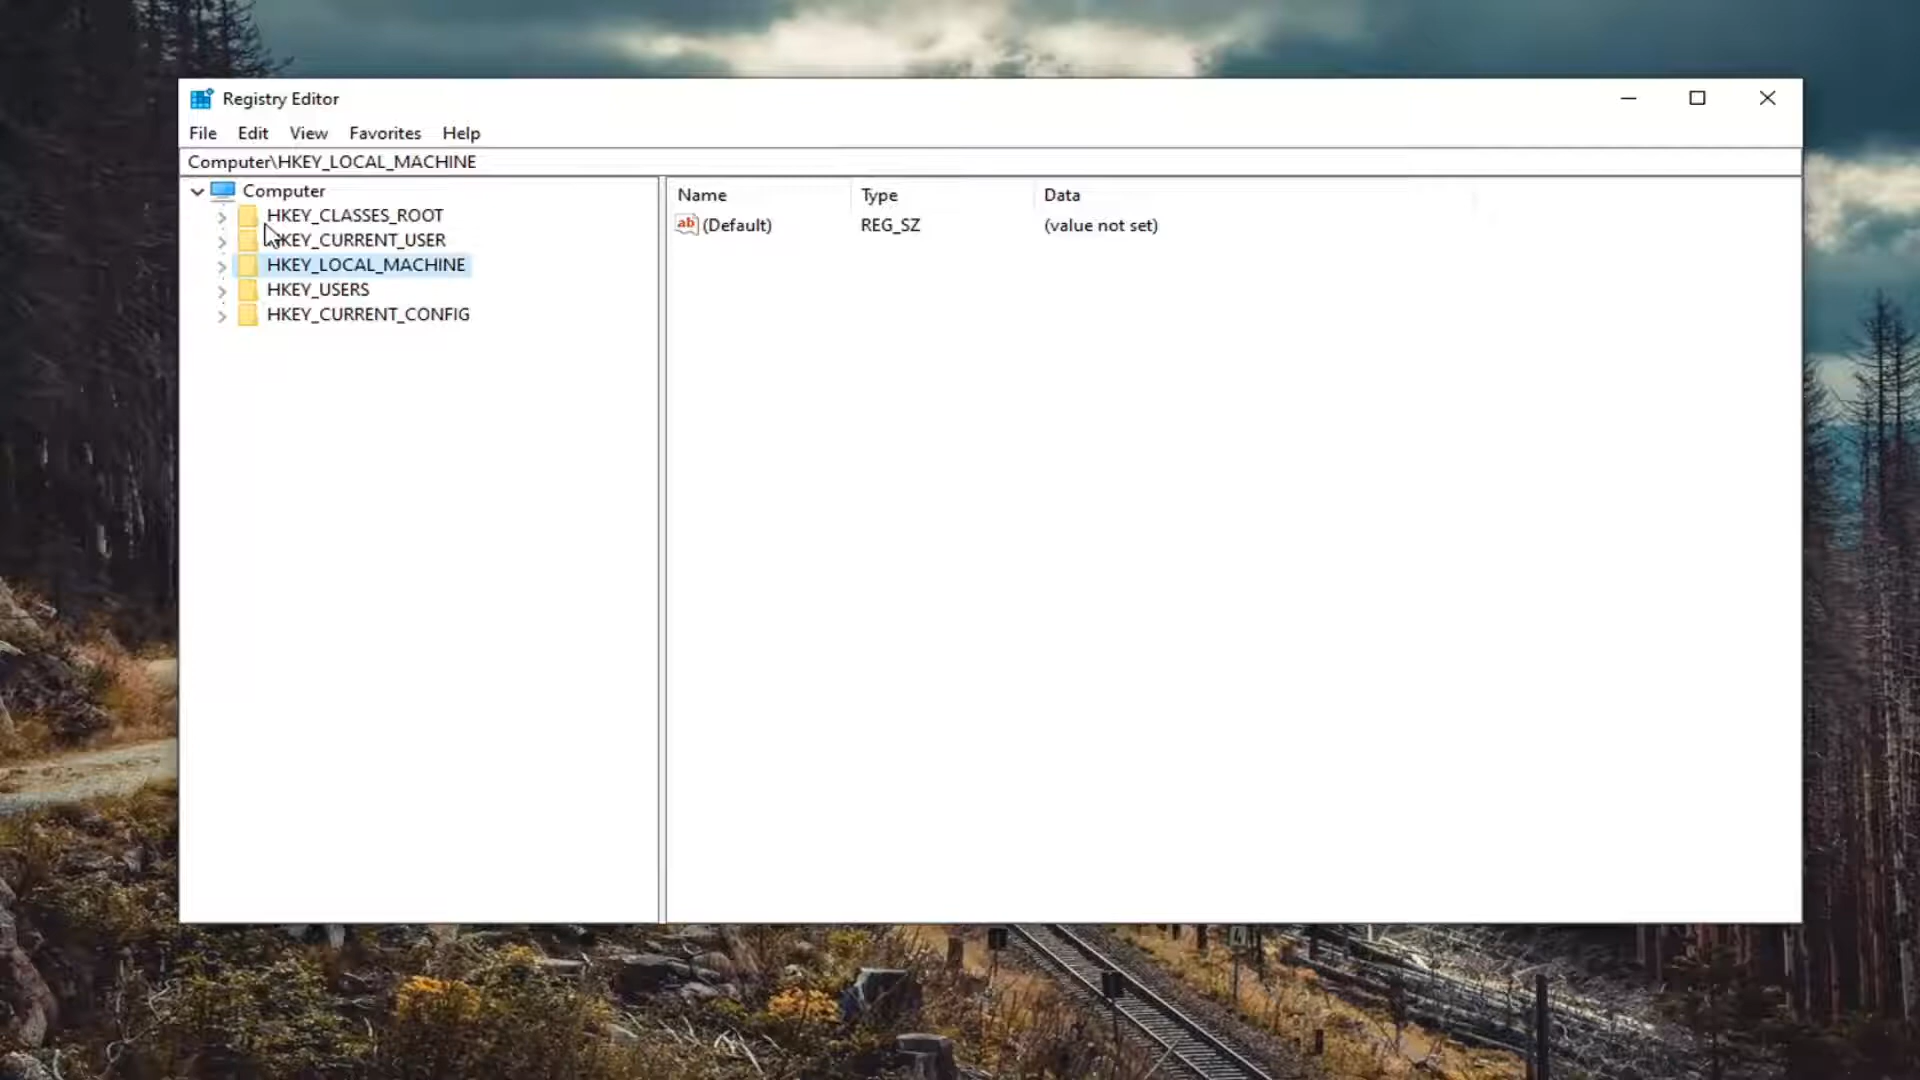 Registry Editor
File Edit View Favorites Help
Computer\HKEY_LOCAL_MACHINE
Computer
HKEY_CLASSES_ROOT
HKEY_CURRENT_USER
HKEY_LOCAL_MACHINE
HKEY_USERS
HKEY_CURRENT_CONFIG
Name Type Data
ab (Default) REG_SZ (value not set)